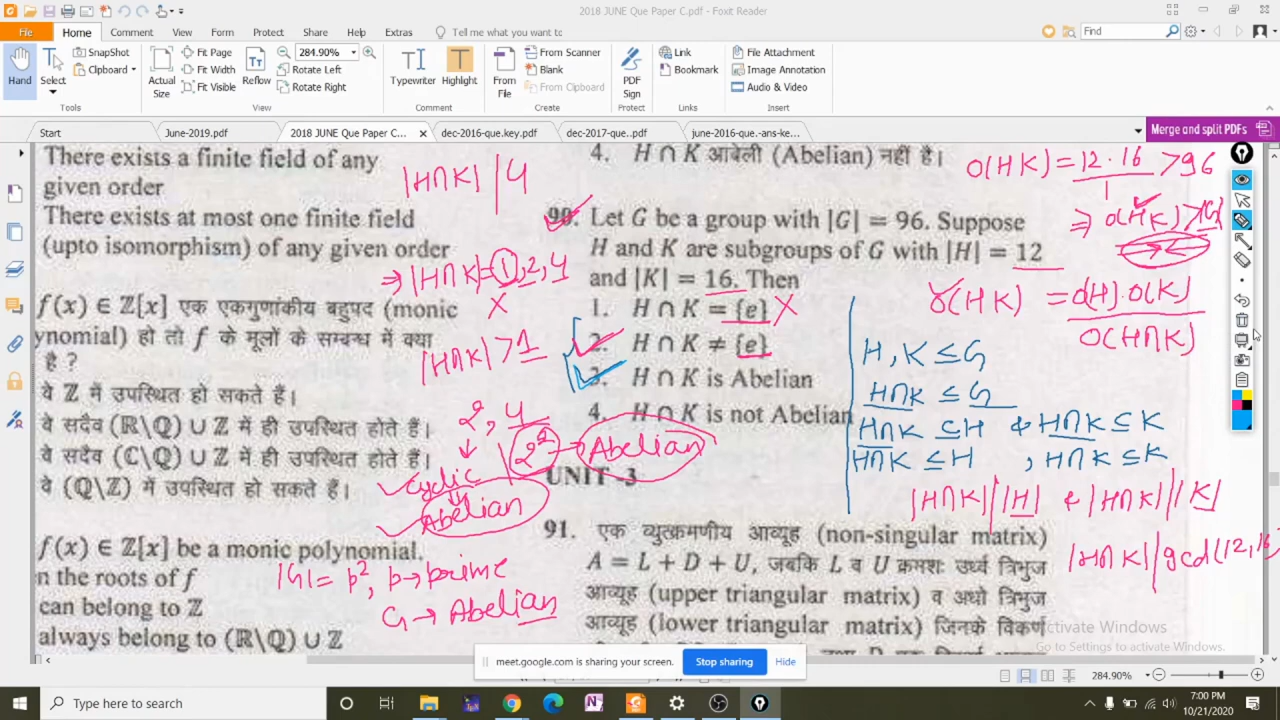 2018 JUNE Que Paper C.pdf - Foxit Reader
File Home Comment View Form Protect Share Help Extras Tell me what you want to Find
Hand Select SnapShot Clipboard Actual Size Fit Page Fit Width Fit Visible Reflow 284.90% Rotate Left Rotate Right Typewriter Highlight From File From Scanner Blank From Clipboard PDF Sign Link Bookmark File Attachment Image Annotation Audio & Video
Tools View Comment Create Protect Links Insert
Start June-2019.pdf 2018 JUNE Que Paper C... dec-2016-que.key.pdf dec-2017-que..pdf june-2016-que.-ans-ke... Merge and split PDFs
There exists a finite field of any
given order
There exists at most one finite field
(upto isomorphism) of any given order
f(x) ∈ Z[x] एक एकगुणांकीय बहुपद (monic
ynomial) हो तो f के मूलों के सम्बन्ध में क्या
है ?
वे Z में उपस्थित हो सकते हैं।
वे सदैव (R\Q) ∪ Z में ही उपस्थित होते हैं।
वे सदैव (C\Q) ∪ Z में ही उपस्थित होते हैं।
वे (Q\Z) में उपस्थित हो सकते हैं।
f(x) ∈ Z[x] be a monic polynomial.
n the roots of f
can belong to Z
always belong to (R\Q) ∪ Z
|H∩K| | 4
⇒ |H∩K| = 1, 2, 4
X
|H∩K| > 1
2, 4
2² → Abelian
cyclic
Abelian
|G| = p², p → prime
G → Abelian
4. H ∩ K आबेली (Abelian) नहीं है।
90. Let G be a group with |G| = 96. Suppose
H and K are subgroups of G with |H| = 12
and |K| = 16. Then
1. H ∩ K = {e} X
2. H ∩ K ≠ {e}
3. H ∩ K is Abelian
4. H ∩ K is not Abelian
UNIT -3
91. एक व्युत्क्रमणीय आव्यूह (non-singular matrix)
A = L + D + U, जबकि L व U क्रमशः उर्ध्व त्रिभुज
आव्यूह (upper triangular matrix) व अधो त्रिभुज
आव्यूह (lower triangular matrix) जिनके विकर्ण
O(HK) = 12 · 16 / 1 > 96
⇒ O(HK) > |G|
O(HK) = O(H) · O(K) / O(H∩K)
H, K ≤ G
H∩K ≤ G
H∩K ⊆ H & H∩K ⊆ K
H∩K ≤ H , H∩K ≤ K
|H∩K| | |H| & |H∩K| | |K|
|H∩K| | gcd(12, 16)
Activate Windows
Go to Settings to activate Windows.
meet.google.com is sharing your screen. Stop sharing Hide
284.90%
Type here to search
7:00 PM
10/21/2020